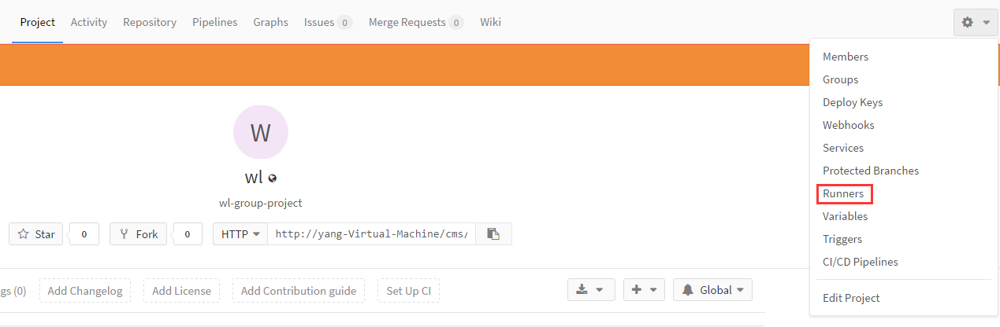 Project Activity Repository Pipelines Graphs Issues 0 Merge Requests 0 Wiki
Members
Groups
Deploy Keys
Webhooks
Services
Protected Branches
Runners
Variables
Triggers
CI/CD Pipelines
Edit Project
W
wl
wl-group-project
Star 0 Fork 0 HTTP http://yang-Virtual-Machine/cms/
gs (0) Add Changelog Add License Add Contribution guide Set Up CI Global